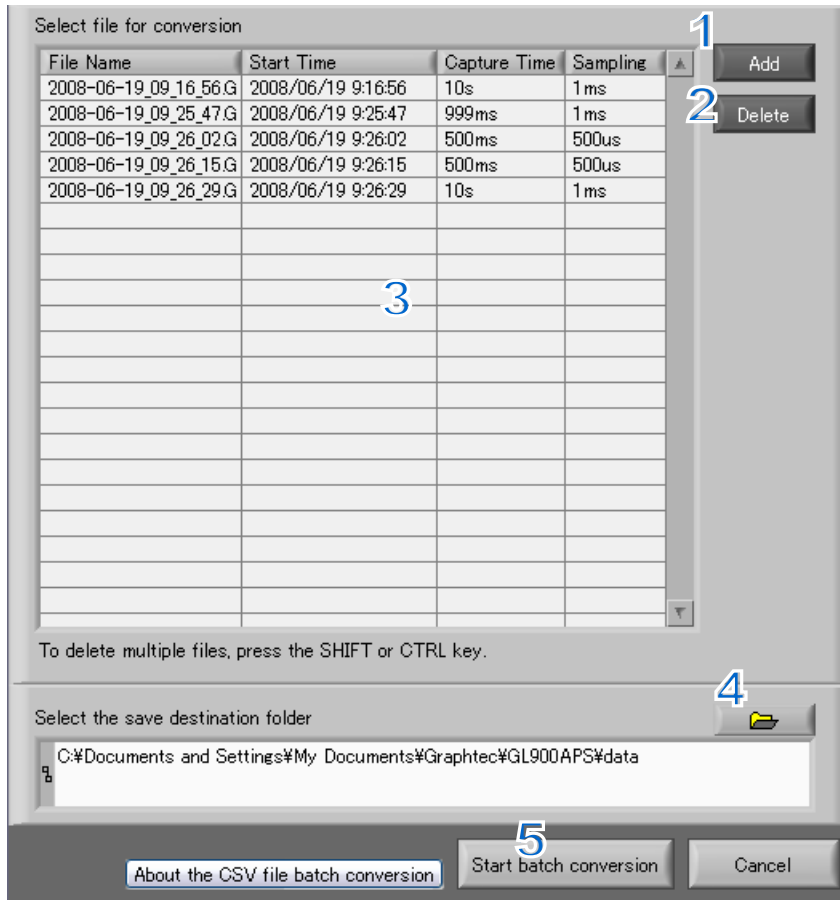 Select file for conversion
1
File Name Start Time Capture Time Sampling
Add
2008-06-19_09_16_56.G 2008/06/19 9:16:56 10s 1ms
2008-06-19_09_25_47.G 2008/06/19 9:25:47 999ms 1ms
2 Delete
2008-06-19_09_26_02.G 2008/06/19 9:26:02 500ms 500us
2008-06-19_09_26_15.G 2008/06/19 9:26:15 500ms 500us
2008-06-19_09_26_29.G 2008/06/19 9:26:29 10s 1ms
3
To delete multiple files, press the SHIFT or CTRL key.
4
Select the save destination folder
C:¥Documents and Settings¥My Documents¥Graphtec¥GL900APS¥data
5
About the CSV file batch conversion
Start batch conversion
Cancel